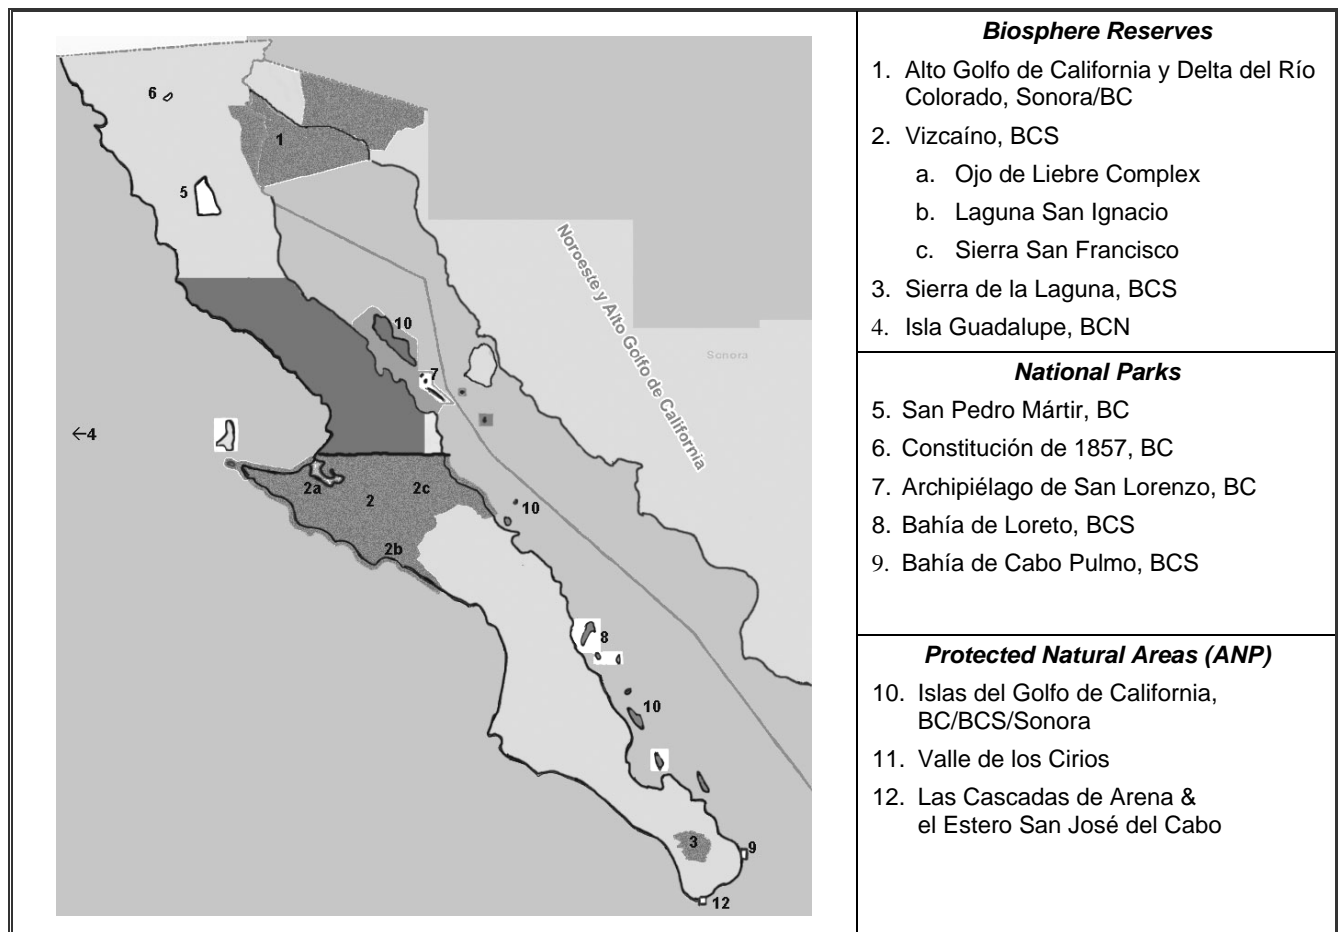 6
1
5
Noroeste y Alto Golfo de California
10
Sonora
7
←4
2a
2
2c
10
2b
8
10
3
9
12
Biosphere Reserves
1. Alto Golfo de California y Delta del Río
Colorado, Sonora/BC
2. Vizcaíno, BCS
a. Ojo de Liebre Complex
b. Laguna San Ignacio
c. Sierra San Francisco
3. Sierra de la Laguna, BCS
4. Isla Guadalupe, BCN
National Parks
5. San Pedro Mártir, BC
6. Constitución de 1857, BC
7. Archipiélago de San Lorenzo, BC
8. Bahía de Loreto, BCS
9. Bahía de Cabo Pulmo, BCS
Protected Natural Areas (ANP)
10. Islas del Golfo de California,
BC/BCS/Sonora
11. Valle de los Cirios
12. Las Cascadas de Arena &
el Estero San José del Cabo